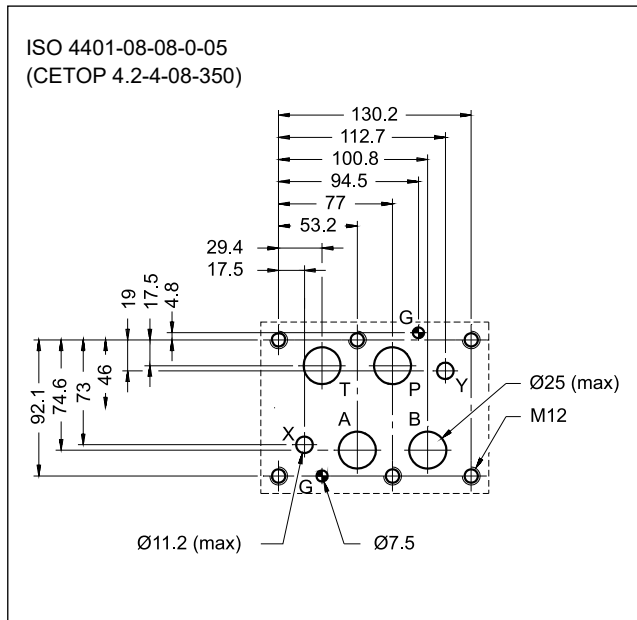 ISO 4401-08-08-0-05
(CETOP 4.2-4-08-350)
130.2
112.7
100.8
94.5
77
53.2
29.4
17.5
19
17.5
4.8
G
92.1
74.6
73
46
T
P
Y
Ø25 (max)
A
B
M12
X
G
Ø11.2 (max)
Ø7.5